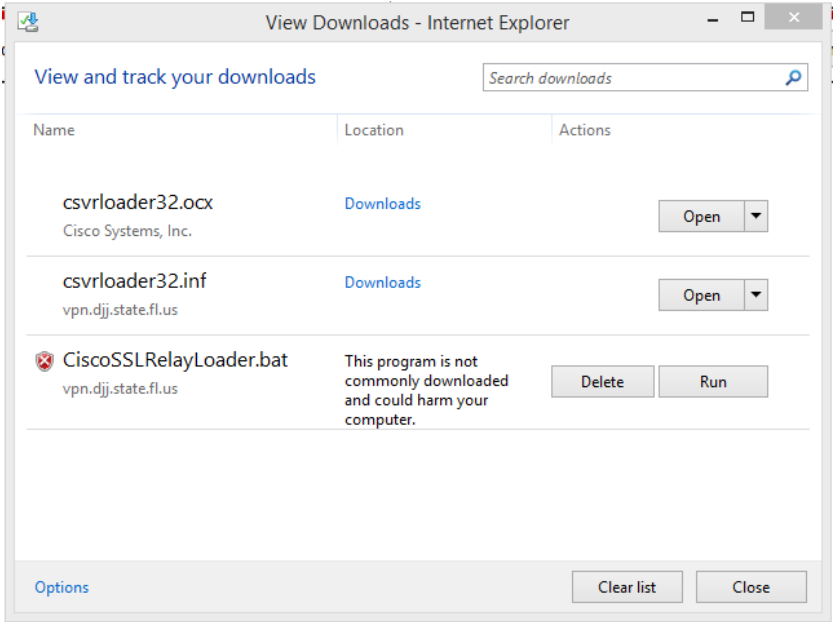 View Downloads - Internet Explorer
View and track your downloads
Search downloads
Name
Location
Actions
csvrloader32.ocx
Cisco Systems, Inc.
Downloads
Open
csvrloader32.inf
vpn.djj.state.fl.us
Downloads
Open
CiscoSSLRelayLoader.bat
vpn.djj.state.fl.us
This program is not
commonly downloaded
and could harm your
computer.
Delete
Run
Options
Clear list
Close